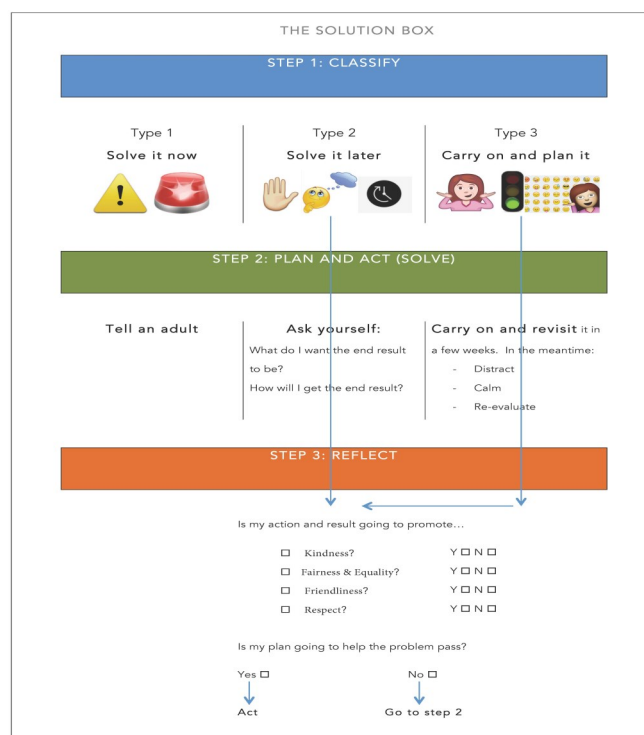 THE SOLUTION BOX
STEP 1: CLASSIFY
Type 1
Solve it now
Type 2
Solve it later
Type 3
Carry on and plan it
STEP 2: PLAN AND ACT (SOLVE)
Tell an adult
Ask yourself:
What do I want the end result
to be?
How will I get the end result?
Carry on and revisit it in
a few weeks. In the meantime:
- Distract
- Calm
- Re-evaluate
STEP 3: REFLECT
Is my action and result going to promote...
Kindness? Y N
Fairness & Equality? Y N
Friendliness? Y N
Respect? Y N
Is my plan going to help the problem pass?
Yes No
Act Go to step 2